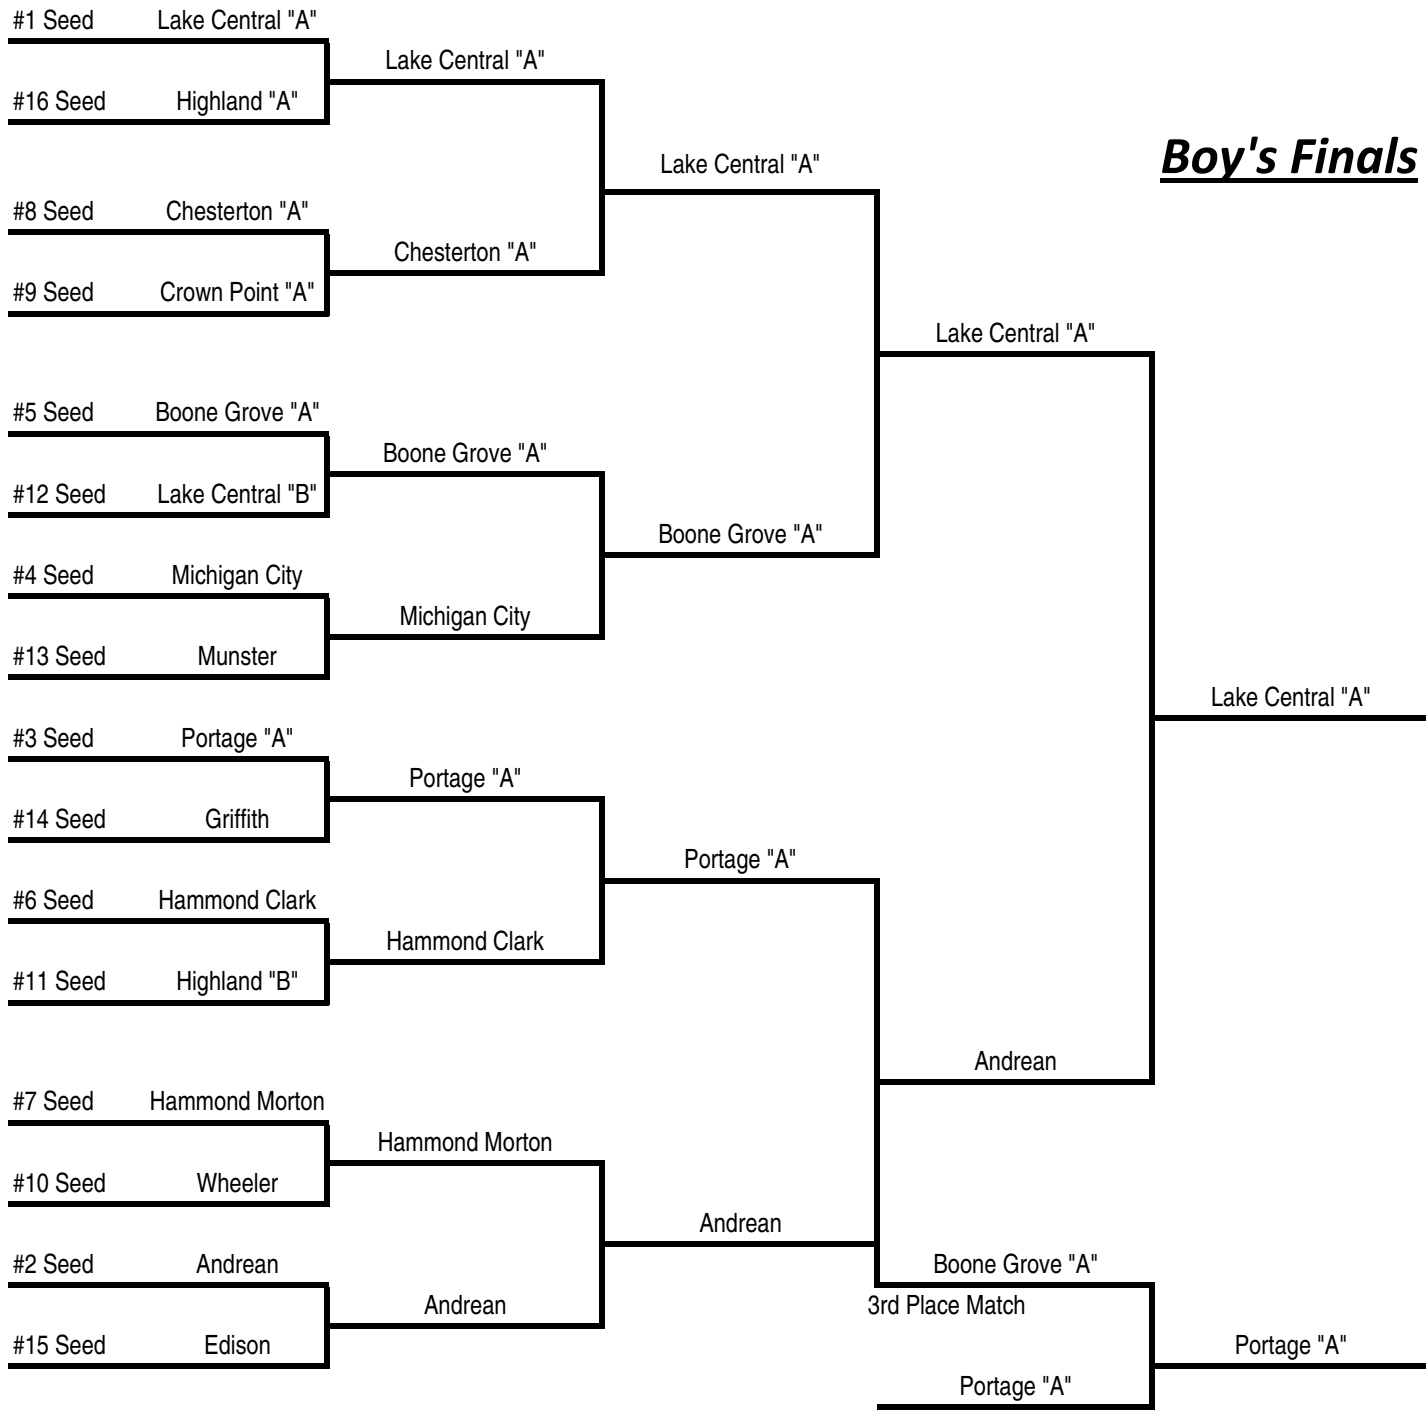 #1 Seed Lake Central "A"
Lake Central "A"
#16 Seed Highland "A"
Boy's Finals
Lake Central "A"
#8 Seed Chesterton "A"
Chesterton "A"
#9 Seed Crown Point "A"
Lake Central "A"
#5 Seed Boone Grove "A"
Boone Grove "A"
#12 Seed Lake Central "B"
Boone Grove "A"
#4 Seed Michigan City
Michigan City
#13 Seed Munster
Lake Central "A"
#3 Seed Portage "A"
Portage "A"
#14 Seed Griffith
Portage "A"
#6 Seed Hammond Clark
Hammond Clark
#11 Seed Highland "B"
Andrean
#7 Seed Hammond Morton
Hammond Morton
#10 Seed Wheeler
Andrean
#2 Seed Andrean
Boone Grove "A"
Andrean
3rd Place Match
#15 Seed Edison
Portage "A"
Portage "A"